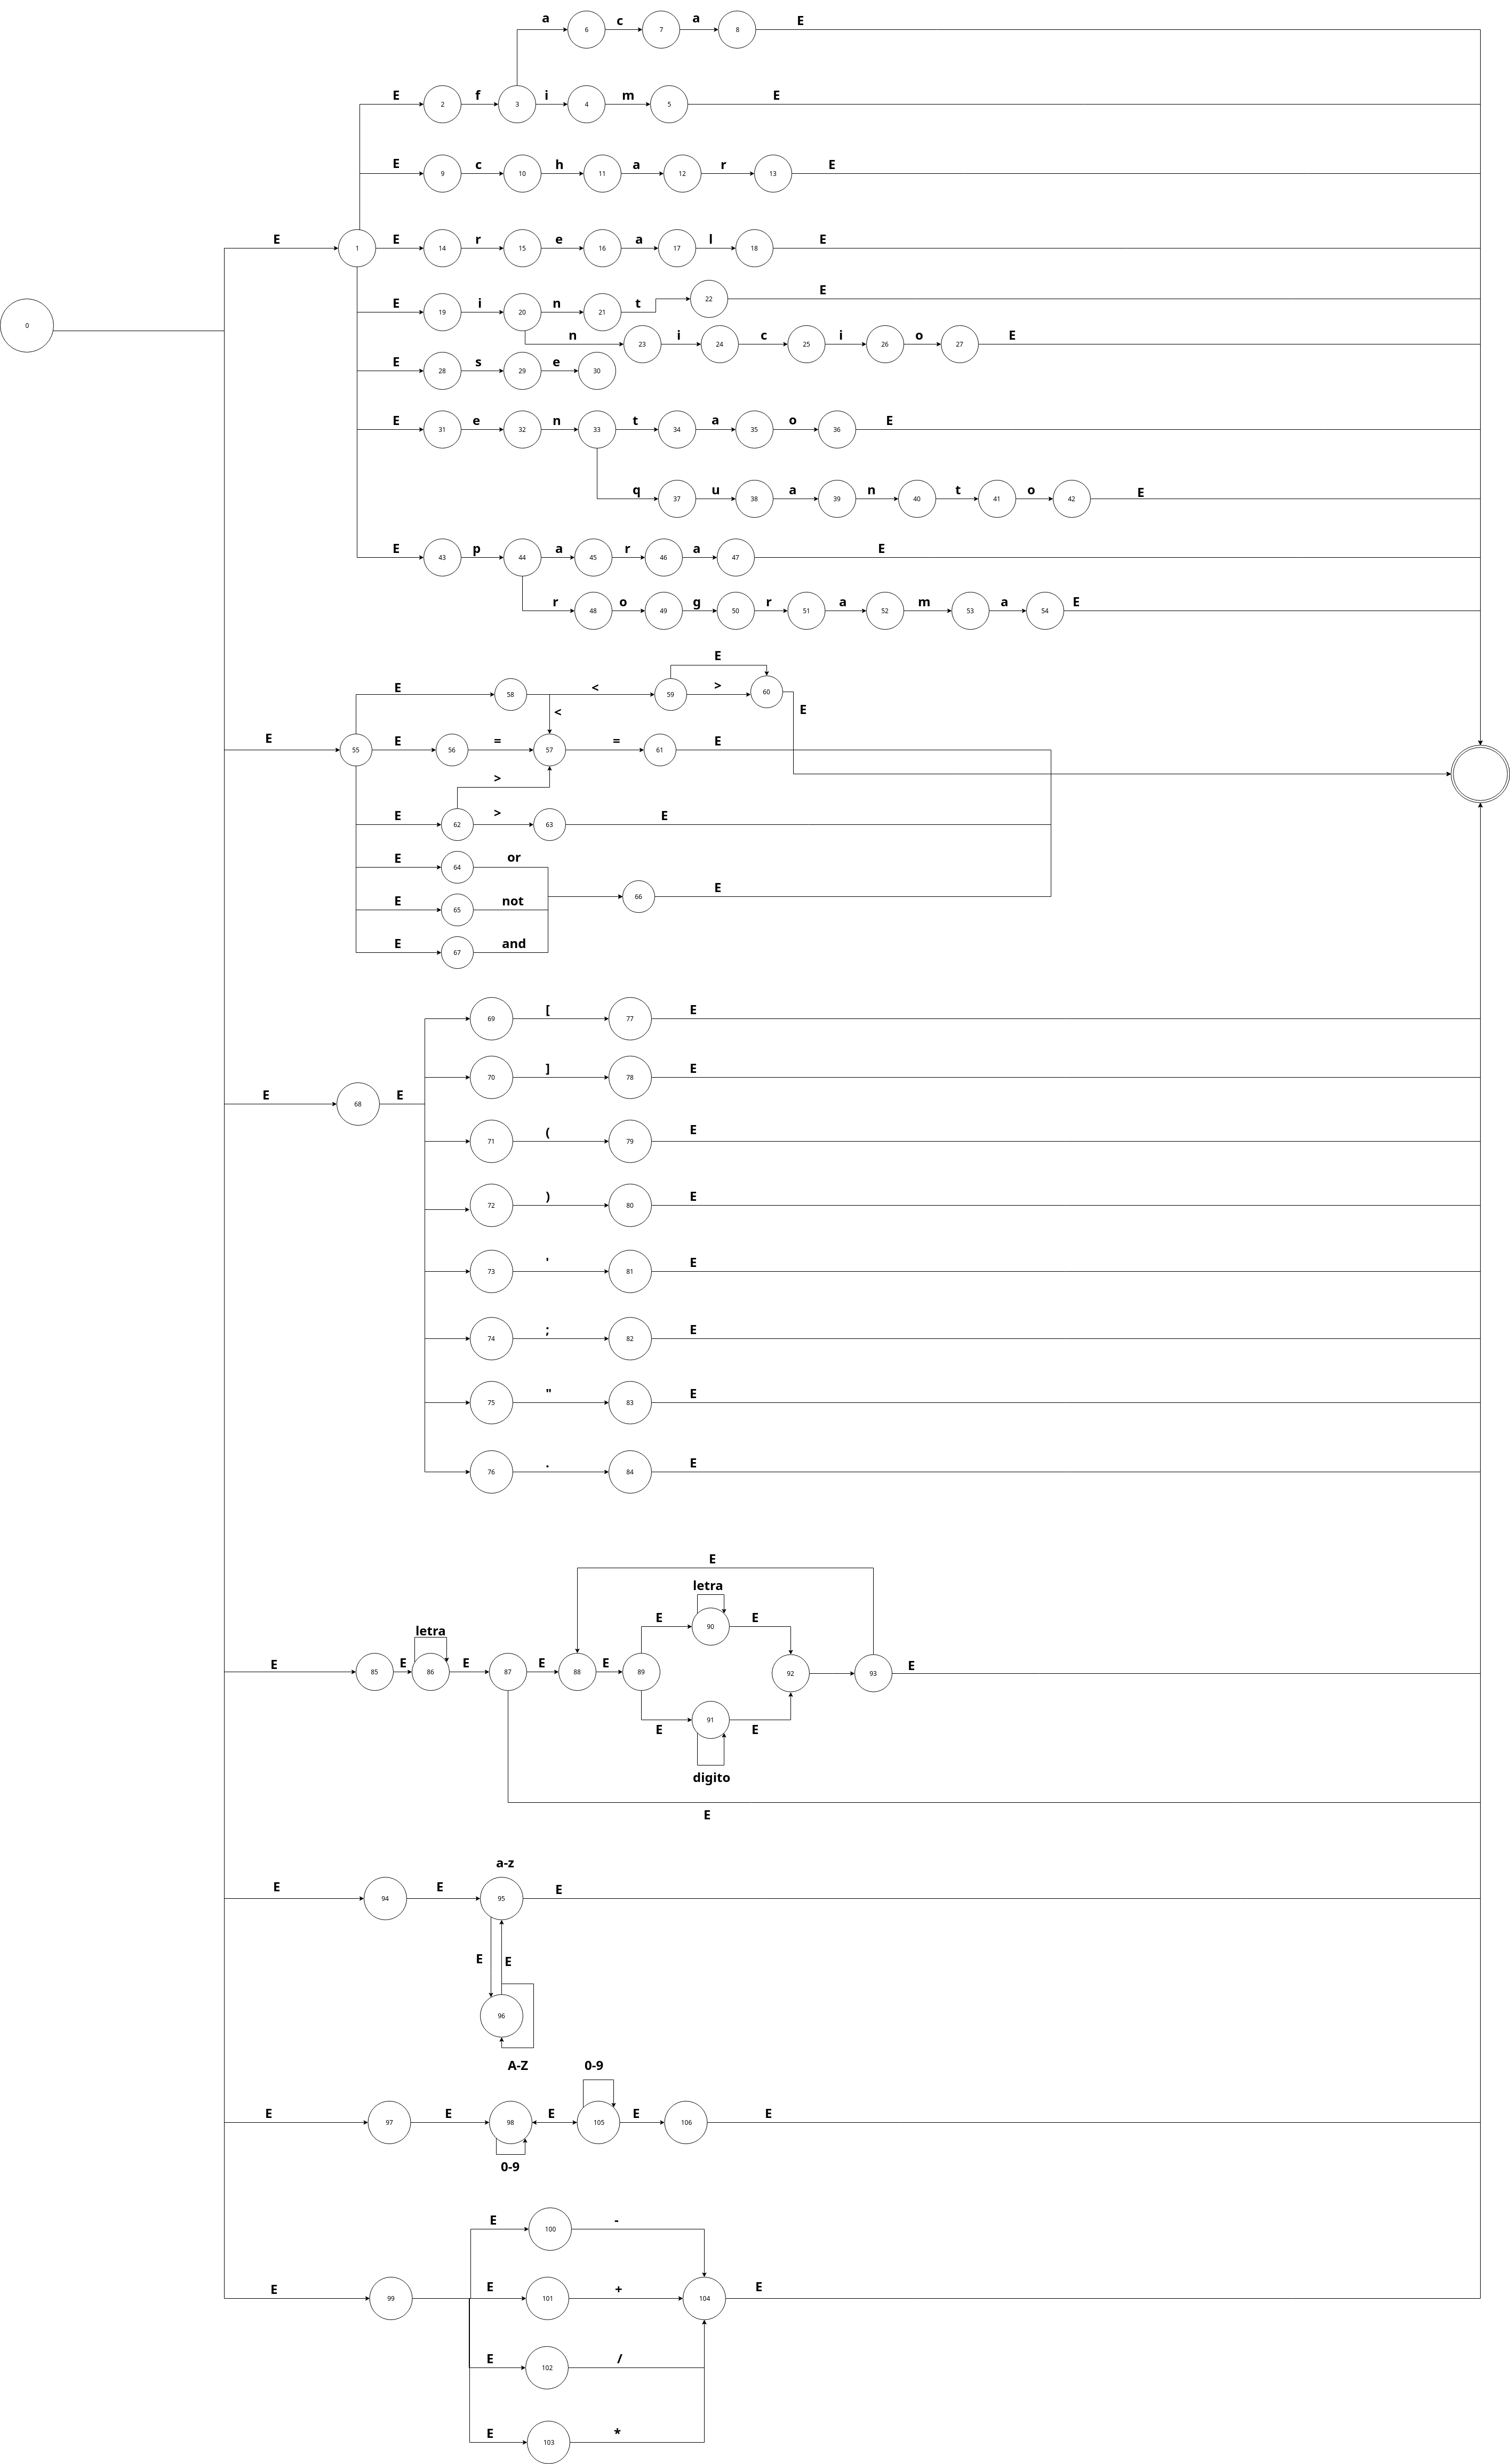 a c a E
6 7 8
E f i m E
2 3 4 5
E c h a r E
9 10 11 12 13
E E r e a l E
1 14 15 16 17 18
E
22
E i n t
19 20 21
0
n i c i o E
23 24 25 26 27
E s e
28 29 30
E e n t a o E
31 32 33 34 35 36
q u a n t o E
37 38 39 40 41 42
E p a r a E
43 44 45 46 47
r o g r a m a E
48 49 50 51 52 53 54
E
E < >
58 59 60
< E
E E = = E
55 56 57 61
>
E > E
62 63
E or
64
E
66
E not
65
E and
67
[ E
69 77
] E
70 78
E E
68
( E
71 79
) E
72 80
' E
73 81
; E
74 82
" E
75 83
. E
76 84
E
letra
E E
90
letra
E E E E E E
85 86 87 88 89 92 93
91
E E
digito
E
a-z
E E E
94 95
E E
96
A-Z 0-9
E E E E E
97 98 105 106
0-9
E -
100
E E + E
99 101 104
E /
102
E *
103